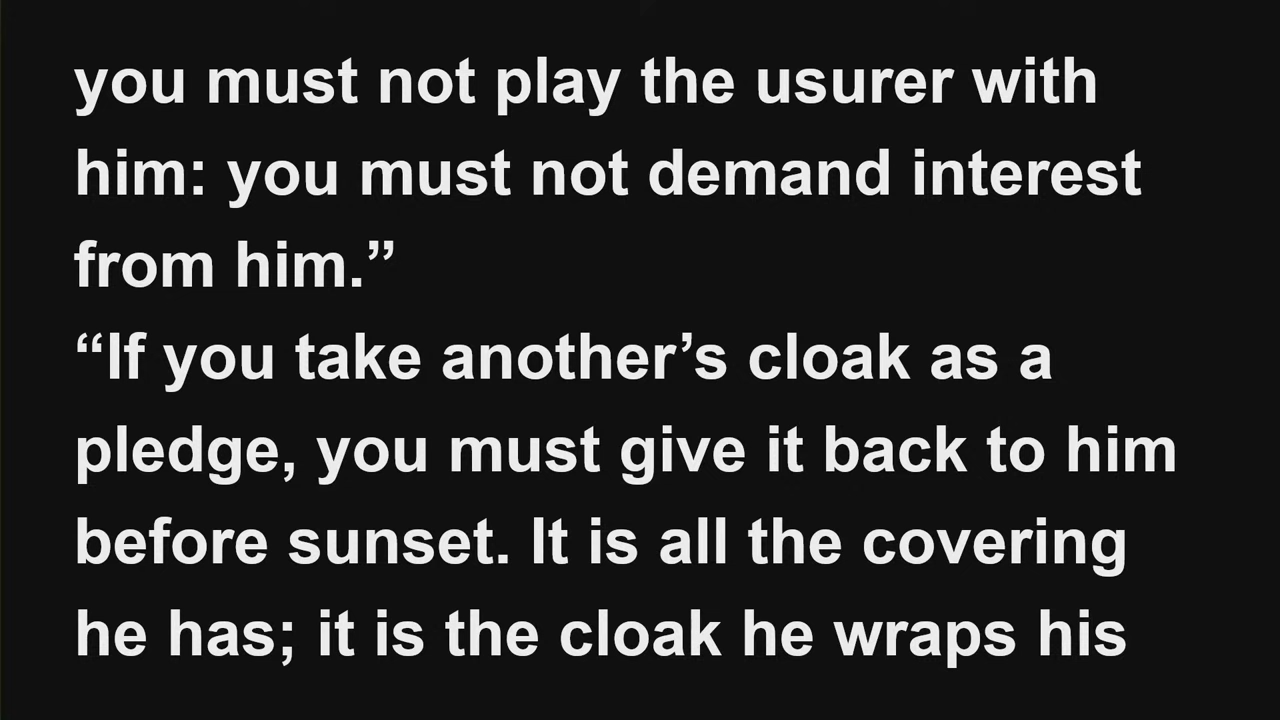 you must not play the usurer with
him: you must not demand interest
from him.”
“If you take another’s cloak as a
pledge, you must give it back to him
before sunset. It is all the covering
he has; it is the cloak he wraps his